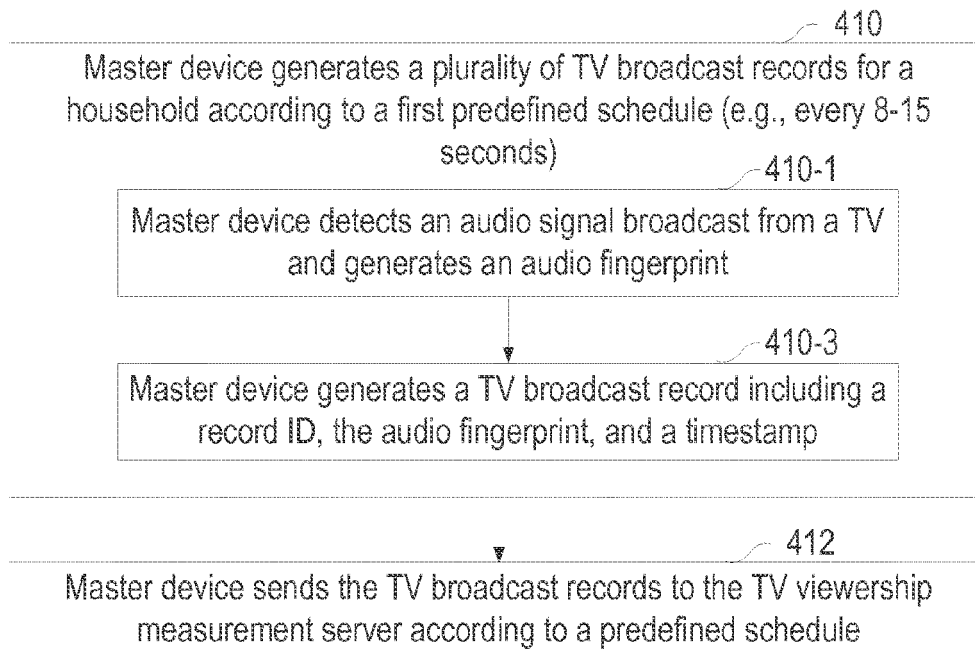 410
Master device generates a plurality of TV broadcast records for a
household according to a first predefined schedule (e.g., every 8-15
seconds)
410-1
Master device detects an audio signal broadcast from a TV
and generates an audio fingerprint
410-3
Master device generates a TV broadcast record including a
record ID, the audio fingerprint, and a timestamp
412
Master device sends the TV broadcast records to the TV viewership
measurement server according to a predefined schedule